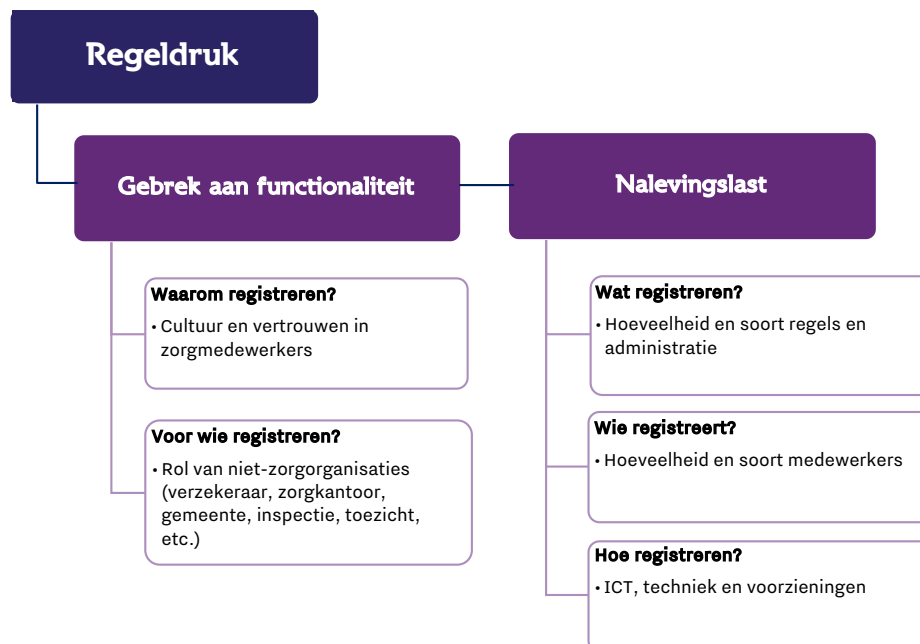 Regeldruk
Gebrek aan functionaliteit
Waarom registreren?
• Cultuur en vertrouwen in
zorgmedewerkers
Voor wie registreren?
• Rol van niet-zorgorganisaties
(verzekeraar, zorgkantoor,
gemeente, inspectie, toezicht,
etc.)
Nalevingslast
Wat registreren?
• Hoeveelheid en soort regels en
administratie
Wie registreert?
• Hoeveelheid en soort medewerkers
Hoe registreren?
• ICT, techniek en voorzieningen